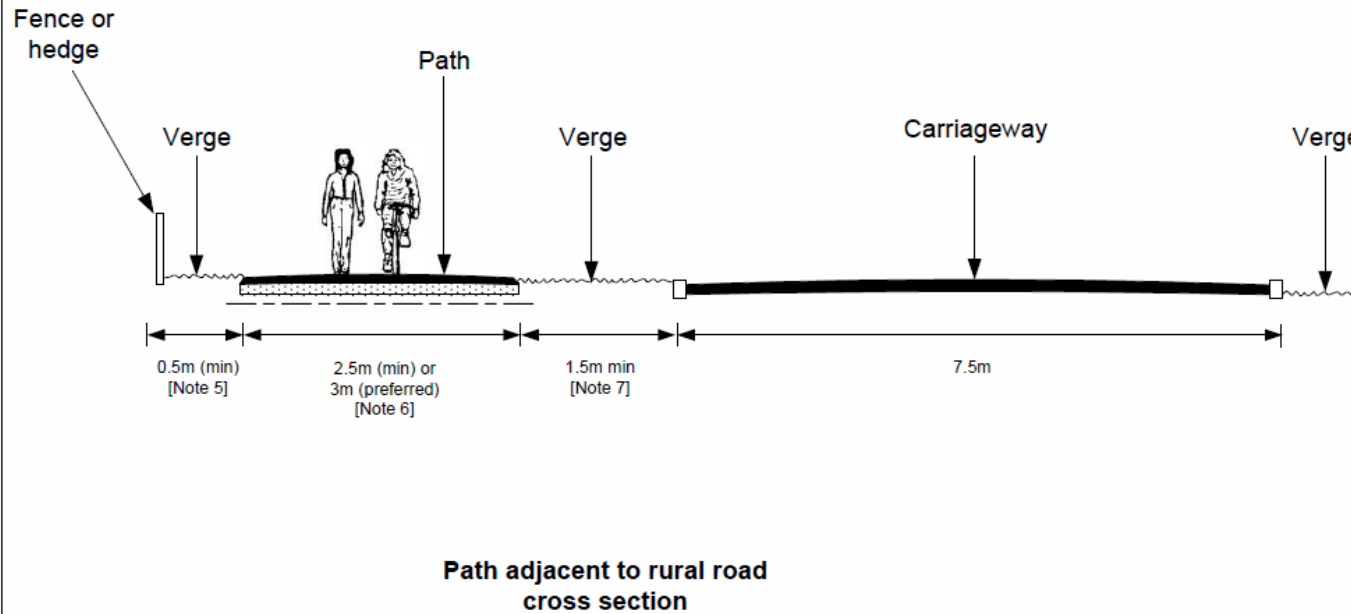 Fence or
hedge
Path
Verge
Verge
Carriageway
Verge
0.5m (min)
[Note 5]
2.5m (min) or
3m (preferred)
[Note 6]
1.5m min
[Note 7]
7.5m
Path adjacent to rural road
cross section